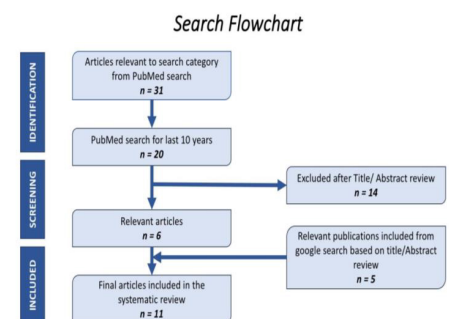 Search Flowchart
IDENTIFICATION
Articles relevant to search category
from PubMed search
n = 31
PubMed search for last 10 years
n = 20
SCREENING
Excluded after Title/ Abstract review
n = 14
Relevant articles
n = 6
Relevant publications included from
google search based on title/Abstract
review
n = 5
INCLUDED
Final articles included in the
systematic review
n = 11